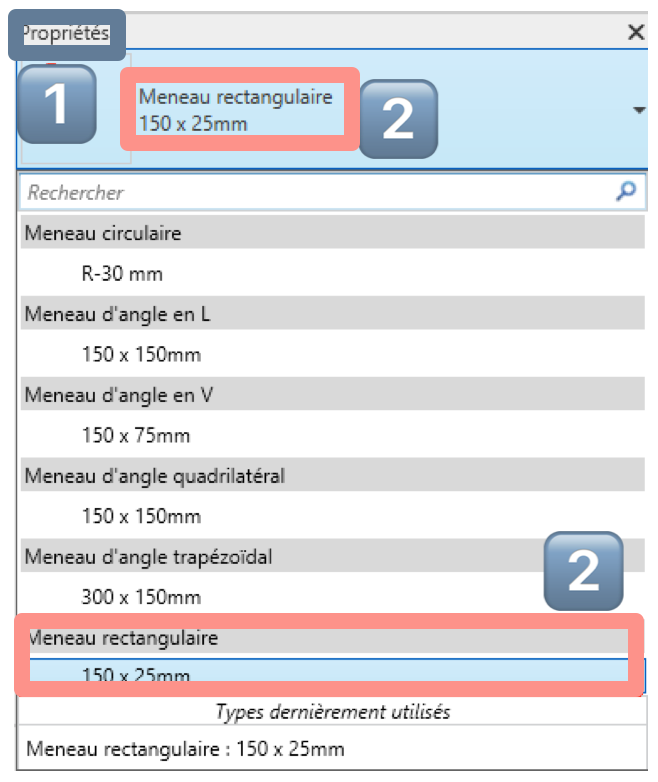 Propriétés
1
Meneau rectangulaire
150 x 25mm
2
Rechercher
Meneau circulaire
R-30 mm
Meneau d'angle en L
150 x 150mm
Meneau d'angle en V
150 x 75mm
Meneau d'angle quadrilatéral
150 x 150mm
Meneau d'angle trapézoïdal
300 x 150mm
2
Meneau rectangulaire
150 x 25mm
Types dernièrement utilisés
Meneau rectangulaire : 150 x 25mm